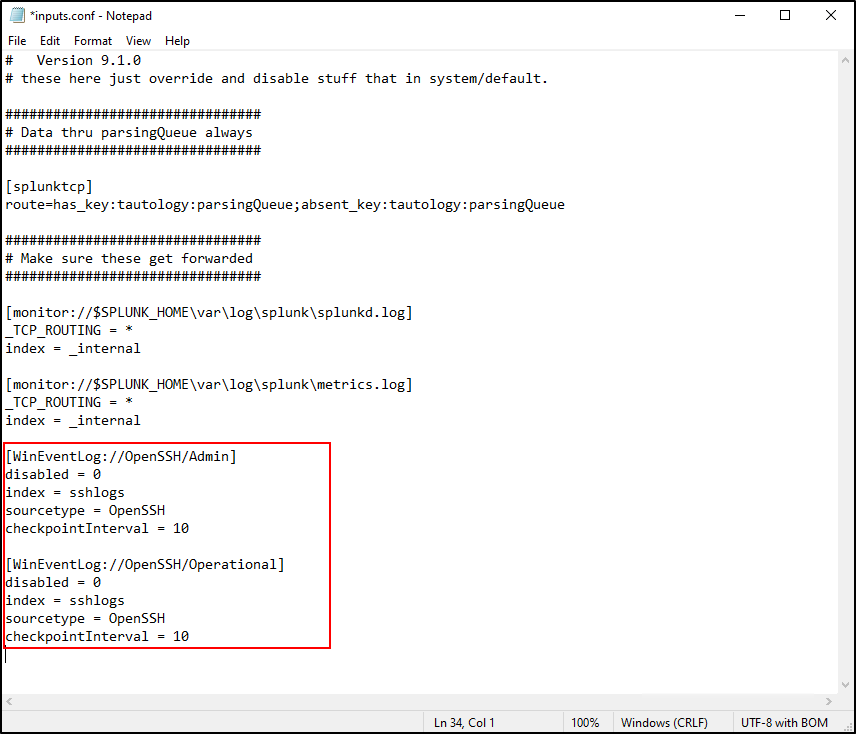 *inputs.conf - Notepad
File Edit Format View Help
#   Version 9.1.0
# these here just override and disable stuff that in system/default.
################################
# Data thru parsingQueue always
################################
[splunktcp]
route=has_key:tautology:parsingQueue;absent_key:tautology:parsingQueue
################################
# Make sure these get forwarded
################################
[monitor://$SPLUNK_HOME\var\log\splunk\splunkd.log]
_TCP_ROUTING = *
index = _internal
[monitor://$SPLUNK_HOME\var\log\splunk\metrics.log]
_TCP_ROUTING = *
index = _internal
[WinEventLog://OpenSSH/Admin]
disabled = 0
index = sshlogs
sourcetype = OpenSSH
checkpointInterval = 10
[WinEventLog://OpenSSH/Operational]
disabled = 0
index = sshlogs
sourcetype = OpenSSH
checkpointInterval = 10
Ln 34, Col 1 100% Windows (CRLF) UTF-8 with BOM